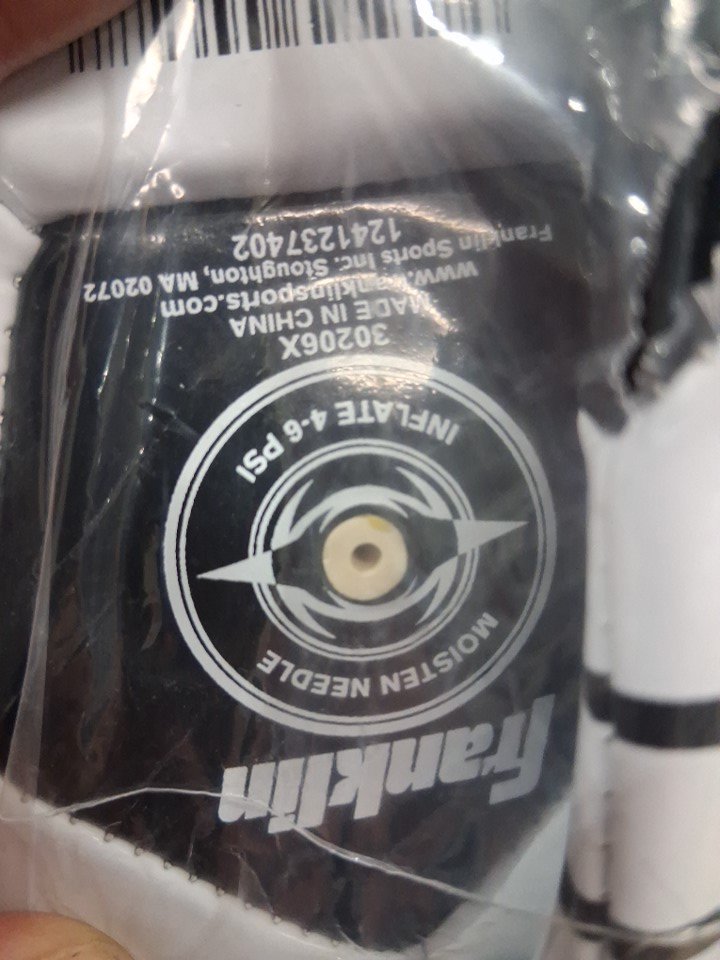 franklin
MOISTEN NEEDLE
INFLATE 4-6 PSI
30206X
MADE IN CHINA
www.franklinsports.com
Franklin Sports Inc. Stoughton, MA 02072
1241237402